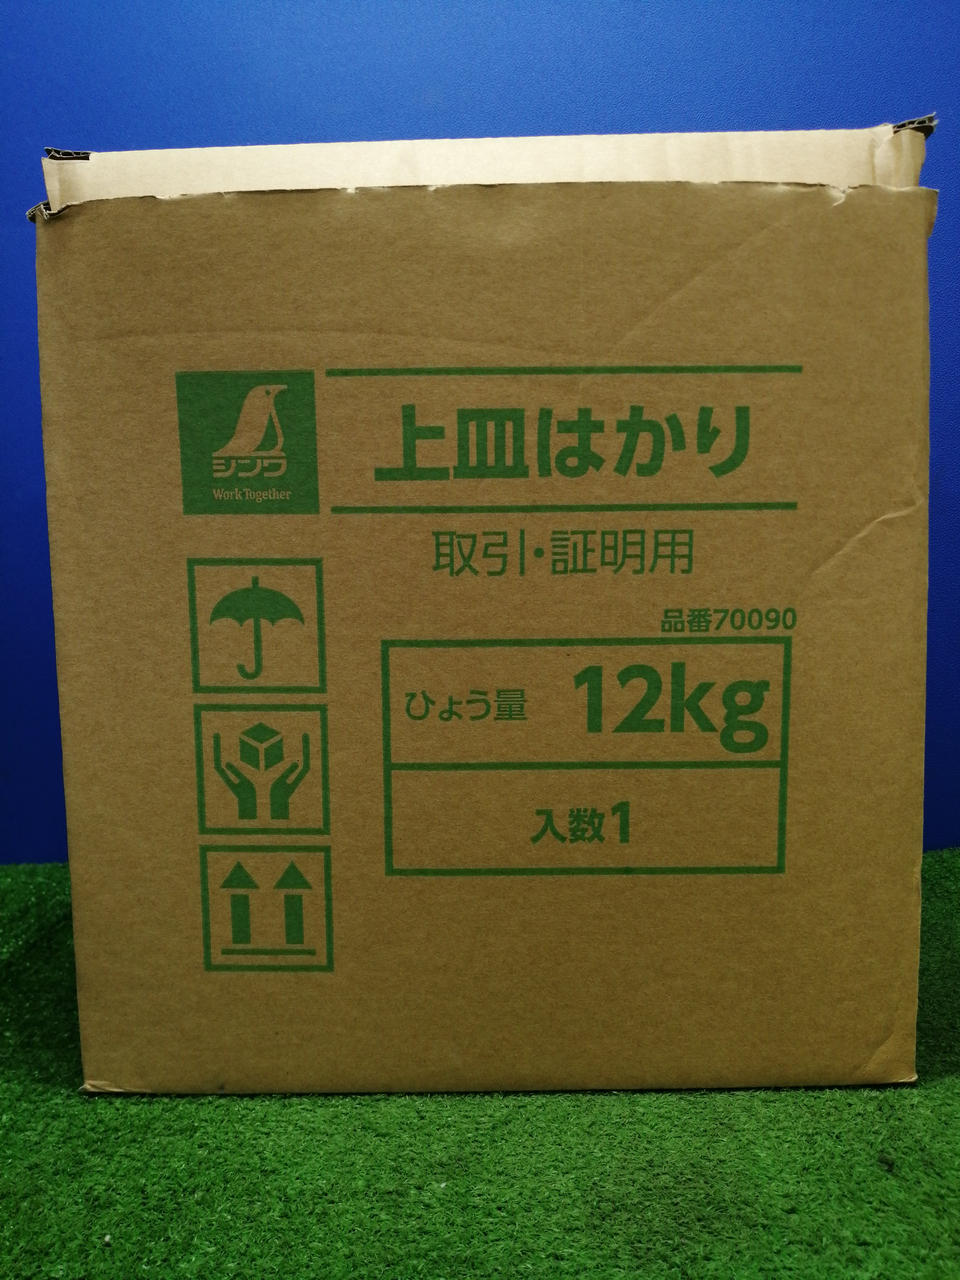 シンワ
Work Together
上皿はかり
取引・証明用
品番70090
ひょう量 12kg
入数1